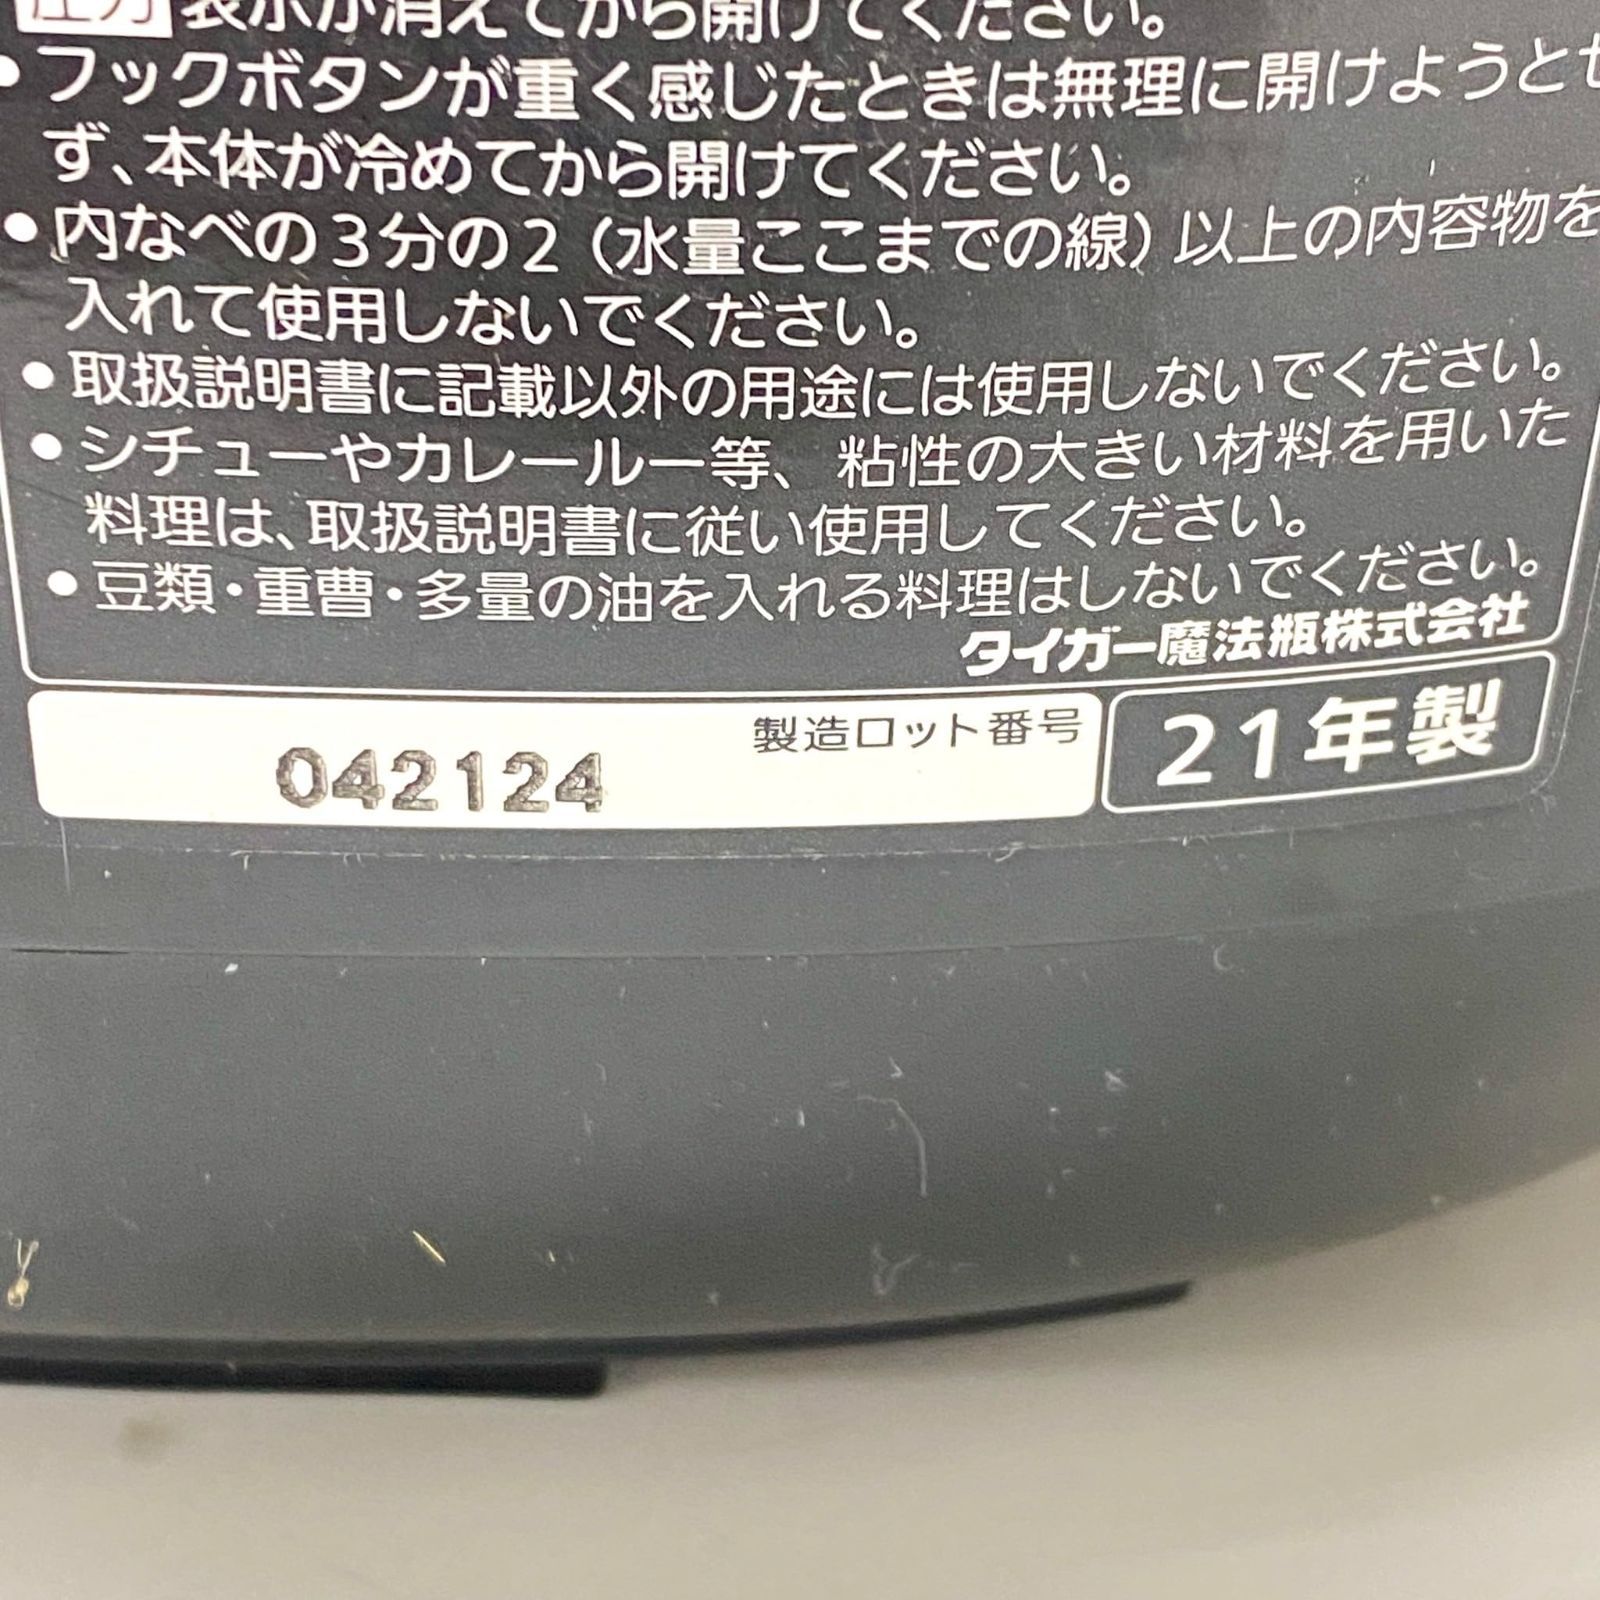 圧力 表示が消えてから開けてください。
●フックボタンが重く感じたときは無理に開けようとせ
ず、本体が冷めてから開けてください。
●内なべの3分の2（水量ここまでの線）以上の内容物を
入れて使用しないでください。
●取扱説明書に記載以外の用途には使用しないでください。
●シチューやカレールー等、粘性の大きい材料を用いた
料理は、取扱説明書に従い使用してください。
●豆類・重曹・多量の油を入れる料理はしないでください。
タイガー魔法瓶株式会社
製造ロット番号
042124
21年製